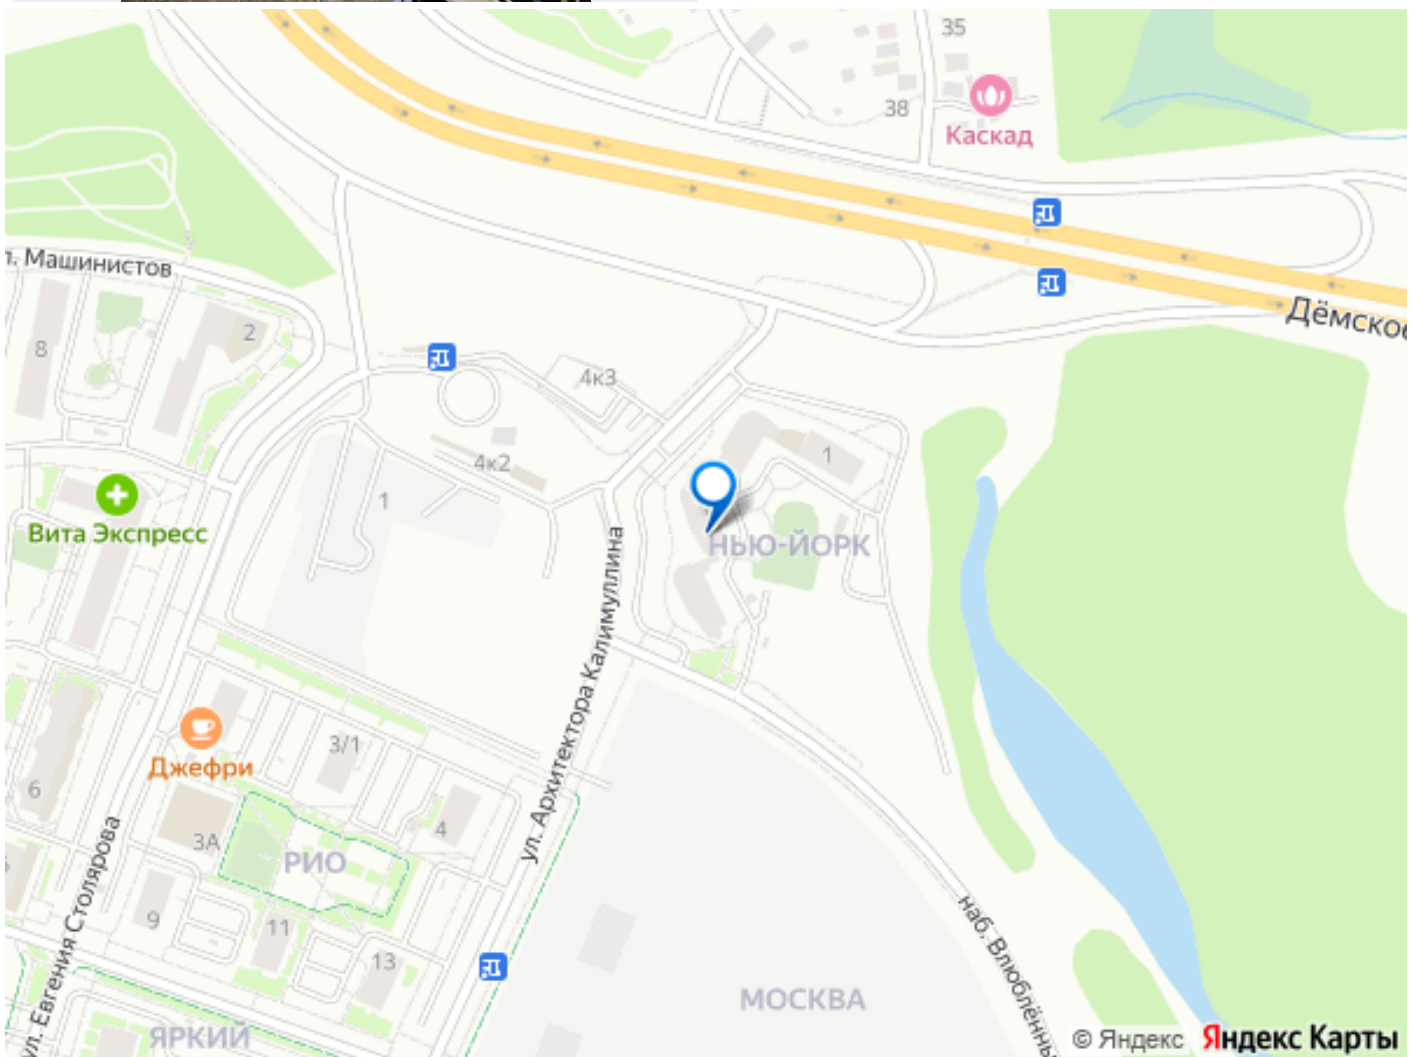 35
38
Каскад
л. Машинистов
Дёмское
2
8
4к3
4к2
1
1
Вита Экспресс
НЬЮ-ЙОРК
ул. Архитектора Калимуллина
3/1
Джефри
6
3А
4
РИО
ул. Евгения Столярова
9
11
13
наб. Влюблённы
МОСКВА
ЯРКИЙ
© Яндекс Яндекс Карты